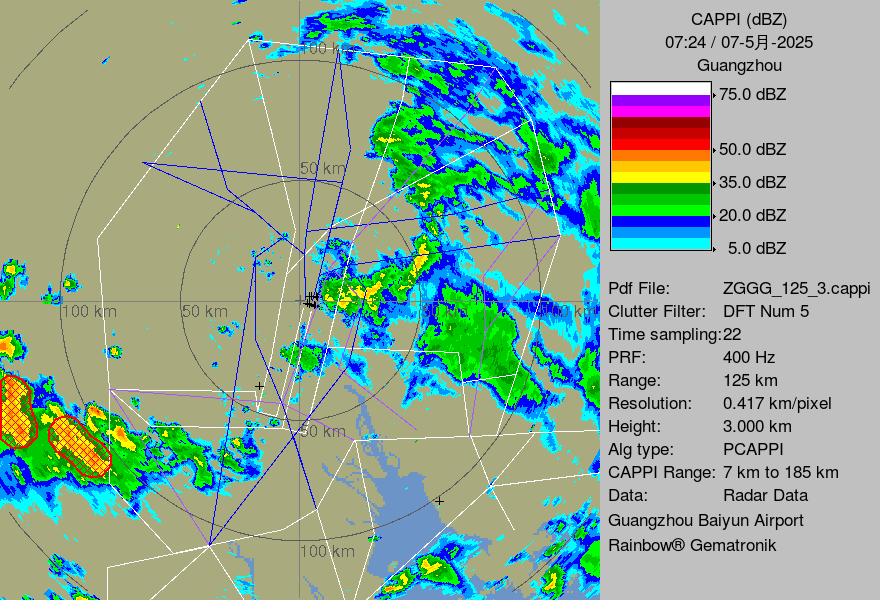 CAPPI (dBZ)
07:24 / 07-5月-2025
Guangzhou
75.0 dBZ
50.0 dBZ
35.0 dBZ
20.0 dBZ
5.0 dBZ
Pdf File: ZGGG_125_3.cappi
Clutter Filter: DFT Num 5
Time sampling:22
PRF: 400 Hz
Range: 125 km
Resolution: 0.417 km/pixel
Height: 3.000 km
Alg type: PCAPPI
CAPPI Range: 7 km to 185 km
Data: Radar Data
Guangzhou Baiyun Airport
Rainbow® Gematronik
100 km
50 km
100 km
50 km
50 km
100 km
50 km
100 km